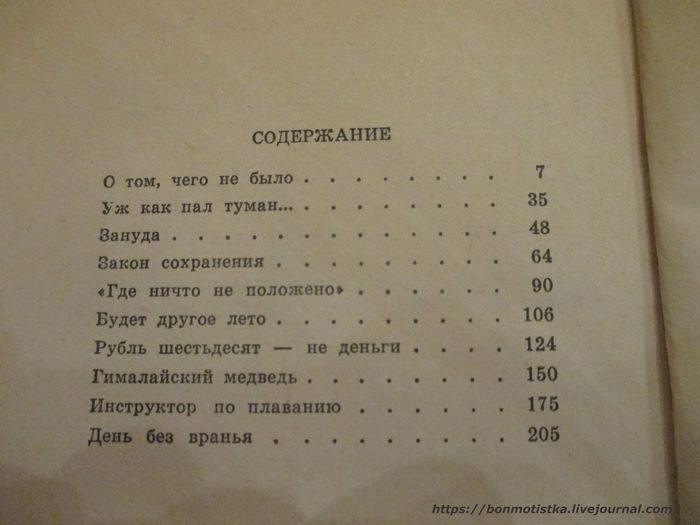 СОДЕРЖАНИЕ
О том, чего не было . . . . . . . . 7
Уж как пал туман... . . . . . . . . 35
Зануда . . . . . . . . . . . . 48
Закон сохранения . . . . . . . . . 64
«Где ничто не положено» . . . . . . 90
Будет другое лето . . . . . . . . . 106
Рубль шестьдесят — не деньги . . . . 124
Гималайский медведь . . . . . . . . 150
Инструктор по плаванию . . . . . . 175
День без вранья . . . . . . . . . 205
https://bonmotistka.livejournal.com/